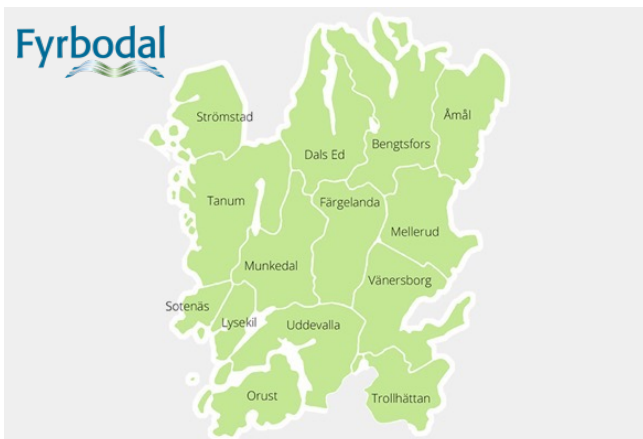 Fyrbodal
Strömstad
Åmål
Bengtsfors
Dals Ed
Tanum
Färgelanda
Mellerud
Munkedal
Vänersborg
Sotenäs
Lysekil
Uddevalla
Orust
Trollhättan